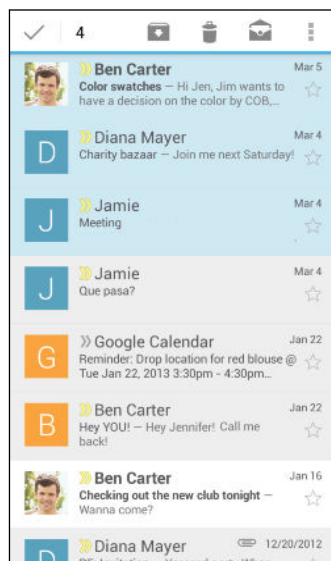 4
Ben Carter Mar 5
Color swatches – Hi Jen, Jim wants to
have a decision on the color by COB,...
D Diana Mayer Mar 4
Charity bazaar – Join me next Saturday!
J Jamie Mar 4
Meeting
J Jamie Mar 4
Que pasa?
G Google Calendar Jan 22
Reminder: Drop location for red blouse @
Tue Jan 22, 2013 3:30pm - 4:30pm...
B Ben Carter Jan 22
Hey YOU! – Hey Jennifer! Call me
back!
Ben Carter Jan 16
Checking out the new club tonight –
Wanna come?
D Diana Mayer 12/20/2012